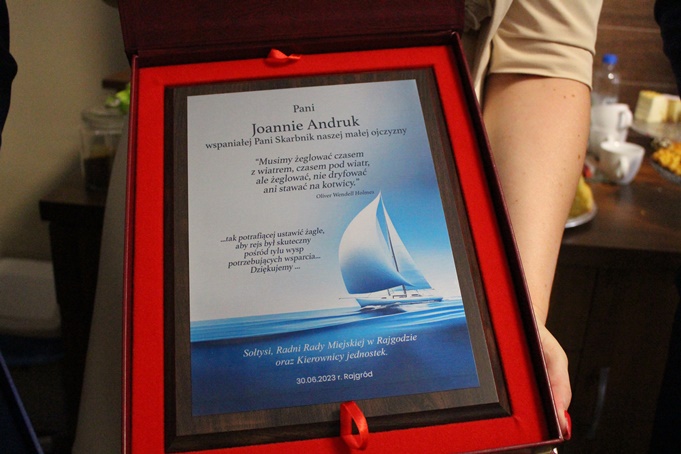 Pani
Joannie Andruk
wspaniałej Pani Skarbnik naszej małej ojczyzny
"Musimy żeglować czasem
z wiatrem, czasem pod wiatr,
ale żeglować, nie dryfować
ani stawać na kotwicy."
Oliver Wendell Holmes
...tak potrafiącej ustawić żagle,
aby rejs był skuteczny
pośród tylu wysp
potrzebujących wsparcia...
Dziękujemy ...
Sołtysi, Radni Rady Miejskiej w Rajgrodzie
oraz Kierownicy jednostek.
30.06.2023 r. Rajgród